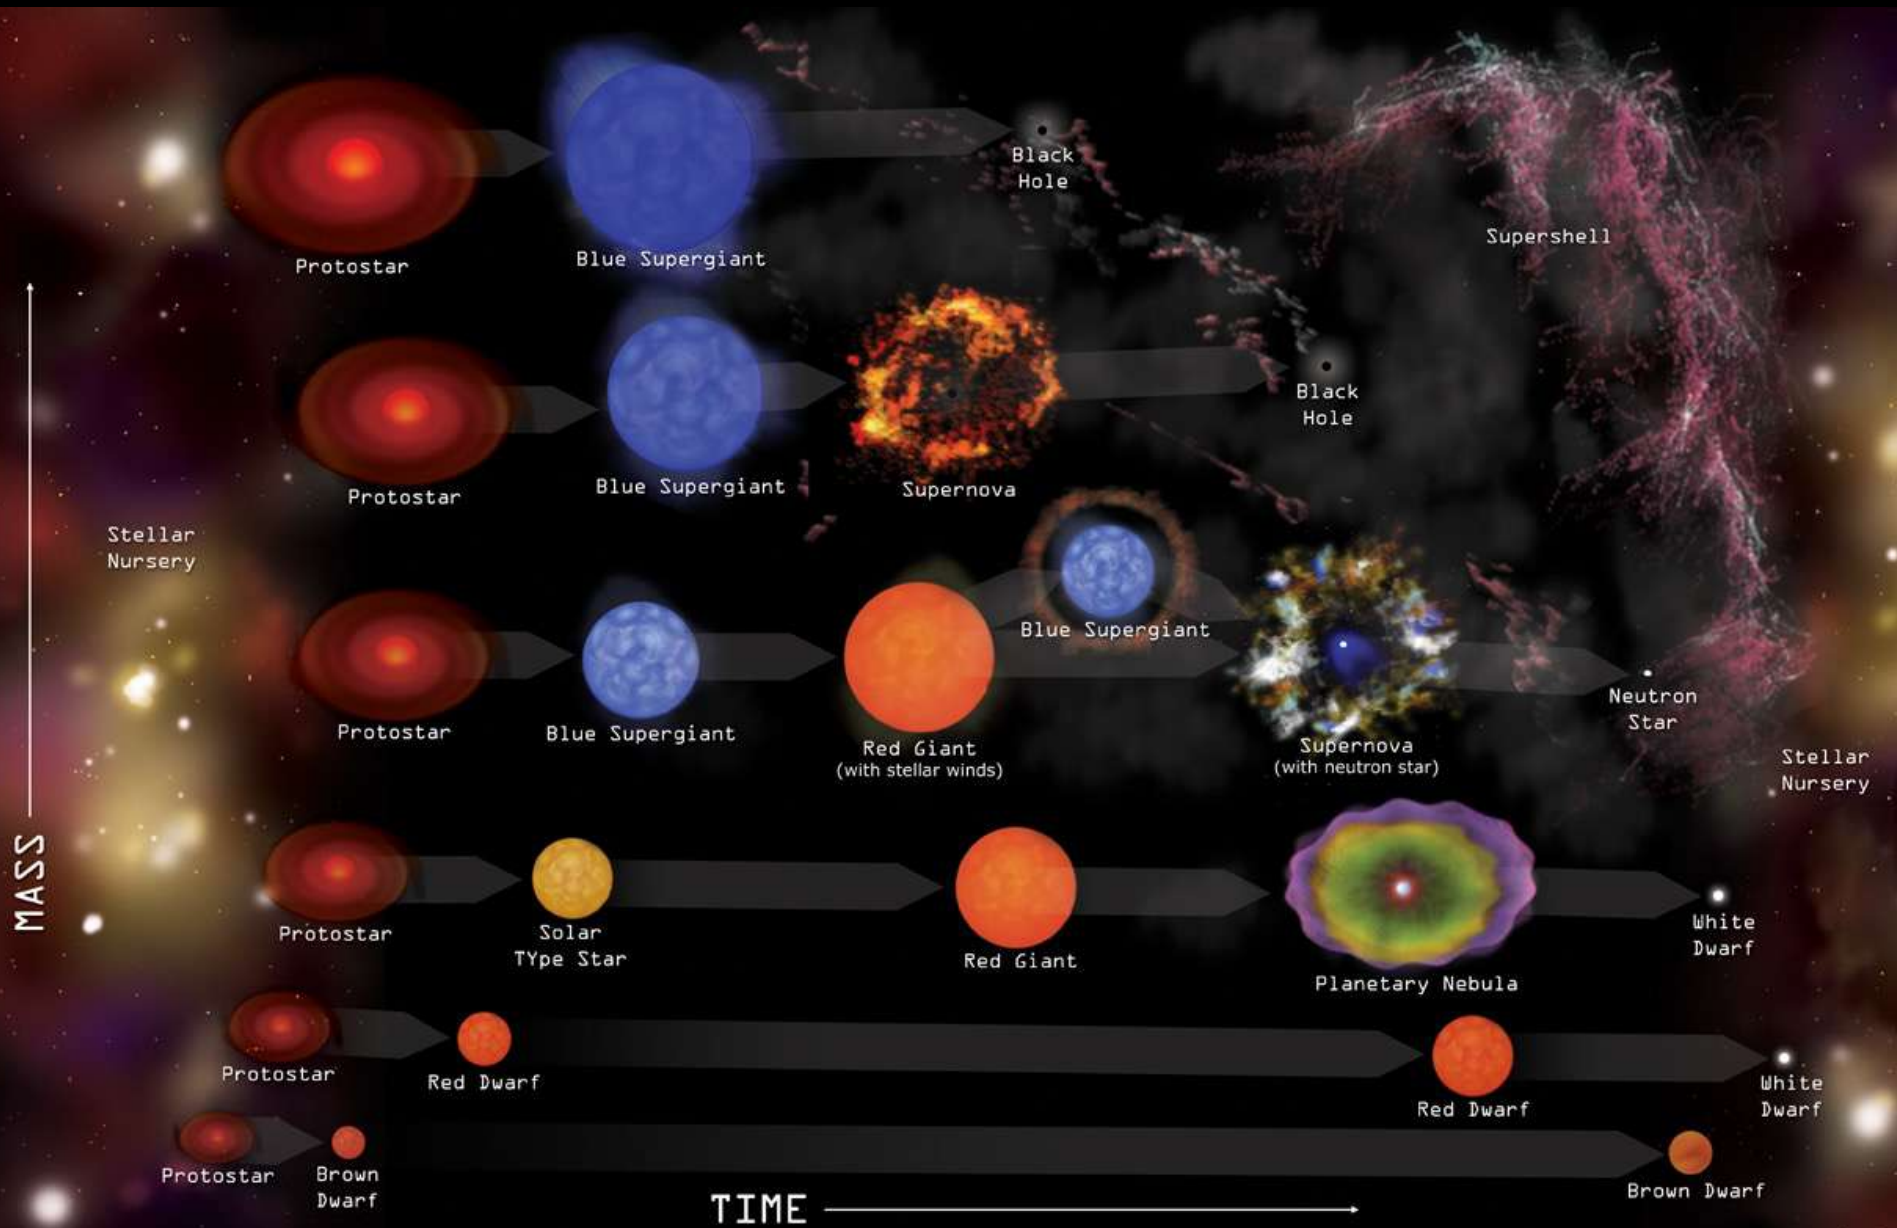 Protostar
Blue Supergiant
Black
Hole
Supershell
Protostar
Blue Supergiant
Supernova
Black
Hole
Stellar
Nursery
Protostar
Blue Supergiant
Red Giant
(with stellar winds)
Blue Supergiant
Supernova
(with neutron star)
Neutron
Star
Stellar
Nursery
MASS
Protostar
Solar
TYpe Star
Red Giant
Planetary Nebula
White
Dwarf
Protostar
Red Dwarf
Red Dwarf
White
Dwarf
Protostar
Brown
Dwarf
Brown Dwarf
TIME